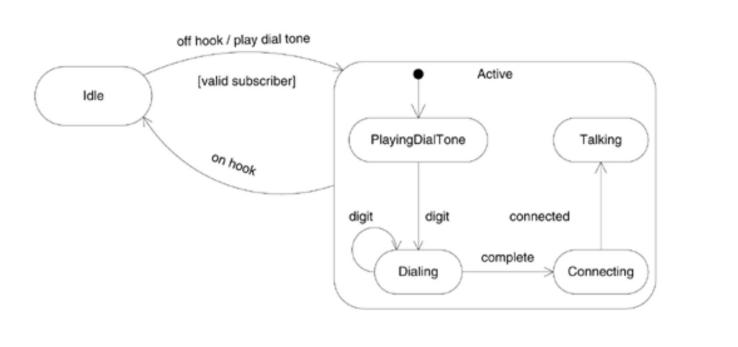 off hook / play dial tone
[valid subscriber]
Idle
Active
PlayingDialTone
Talking
on hook
digit
digit
connected
complete
Dialing
Connecting